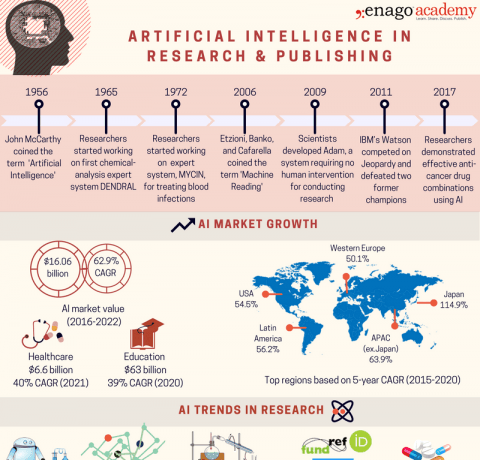 enago academy
Learn. Share. Discuss. Publish.
ARTIFICIAL INTELLIGENCE IN
RESEARCH & PUBLISHING
1956
John McCarthy
coined the
term 'Artificial
Intelligence'
1965
Researchers
started working
on first chemical-
analysis expert
system DENDRAL
1972
Researchers
started working
on expert
system, MYCIN,
for treating blood
infections
2006
Etzioni, Banko,
and Cafarella
coined the
term 'Machine
Reading'
2009
Scientists
developed Adam, a
system requiring no
human intervention
for conducting
research
2011
IBM's Watson
competed on
Jeopardy and
defeated two
former
champions
2017
Researchers
demonstrated
effective anti-
cancer drug
combinations
using AI
AI MARKET GROWTH
$16.06
billion
62.9%
CAGR
AI market value
(2016-2022)
Healthcare
$6.6 billion
40% CAGR (2021)
Education
$63 billion
39% CAGR (2020)
Western Europe
50.1%
USA
54.5%
Japan
114.9%
Latin
America
56.2%
APAC
(ex.Japan)
63.9%
Top regions based on 5-year CAGR (2015-2020)
AI TRENDS IN RESEARCH
fundref
iD